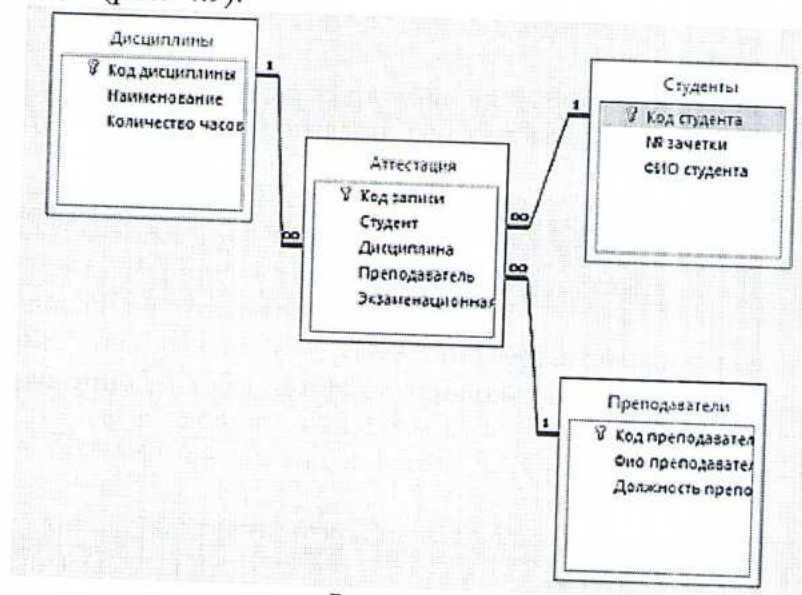 Дисциплины
Код дисциплины
Наименование
Количество часов
1
∞
Аттестация
Код записи
Студент
Дисциплина
Преподаватель
Экзаменационная
∞
∞
1
Студенты
Код студента
№ зачетки
ФИО студента
1
Преподаватели
Код преподавател
Фио преподавател
Должность препо